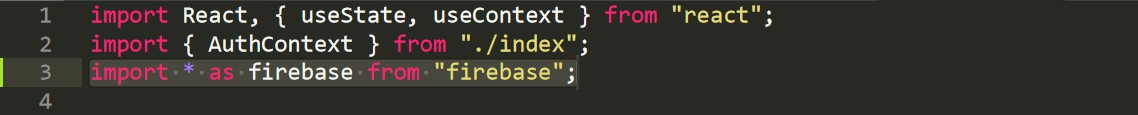 1 import React, { useState, useContext } from "react";
2 import { AuthContext } from "./index";
3 import * as firebase from "firebase";
4